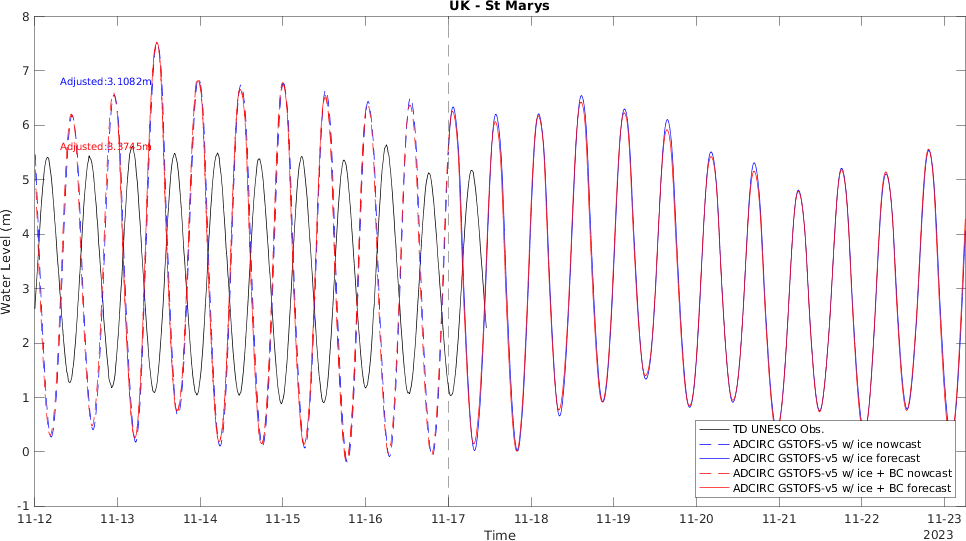 UK - St Marys
8
7
6
5
4
3
2
1
0
-1
Water Level (m)
Adjusted:3.1082m
Adjusted:3.3745m
TD UNESCO Obs.
ADCIRC GSTOFS-v5 w/ ice nowcast
ADCIRC GSTOFS-v5 w/ ice forecast
ADCIRC GSTOFS-v5 w/ ice + BC nowcast
ADCIRC GSTOFS-v5 w/ ice + BC forecast
11-12 11-13 11-14 11-15 11-16 11-17 11-18 11-19 11-20 11-21 11-22 11-23
Time
2023